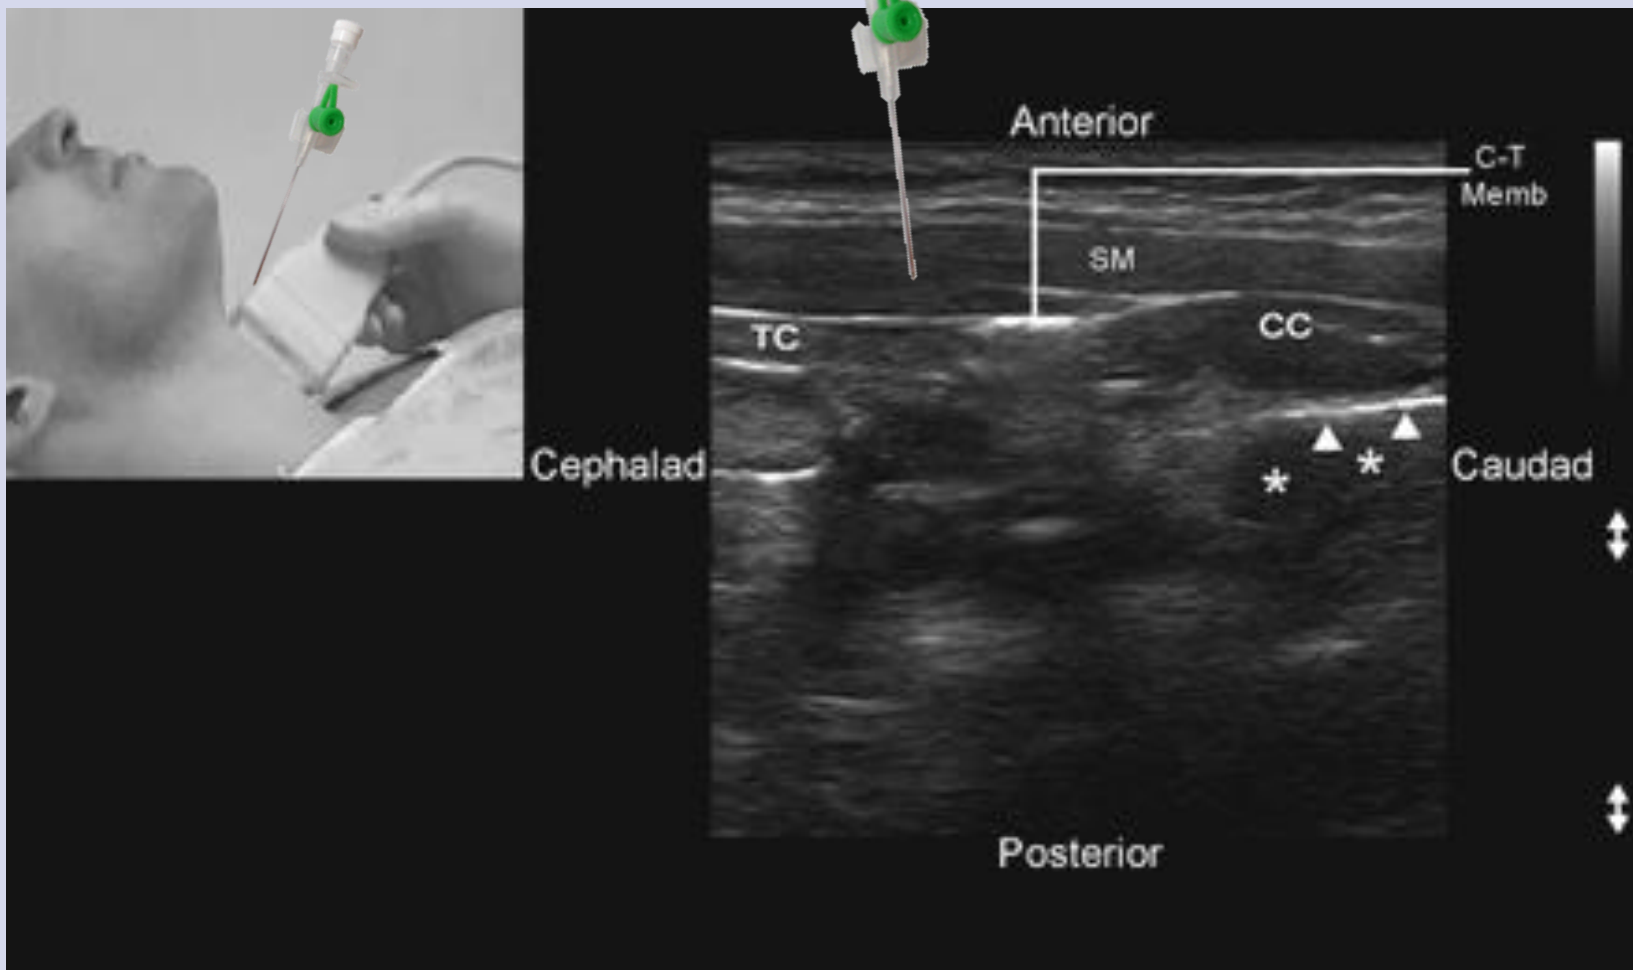 Anterior
C-T
Memb
SM
TC
CC
Cephalad
* *
Caudad
Posterior